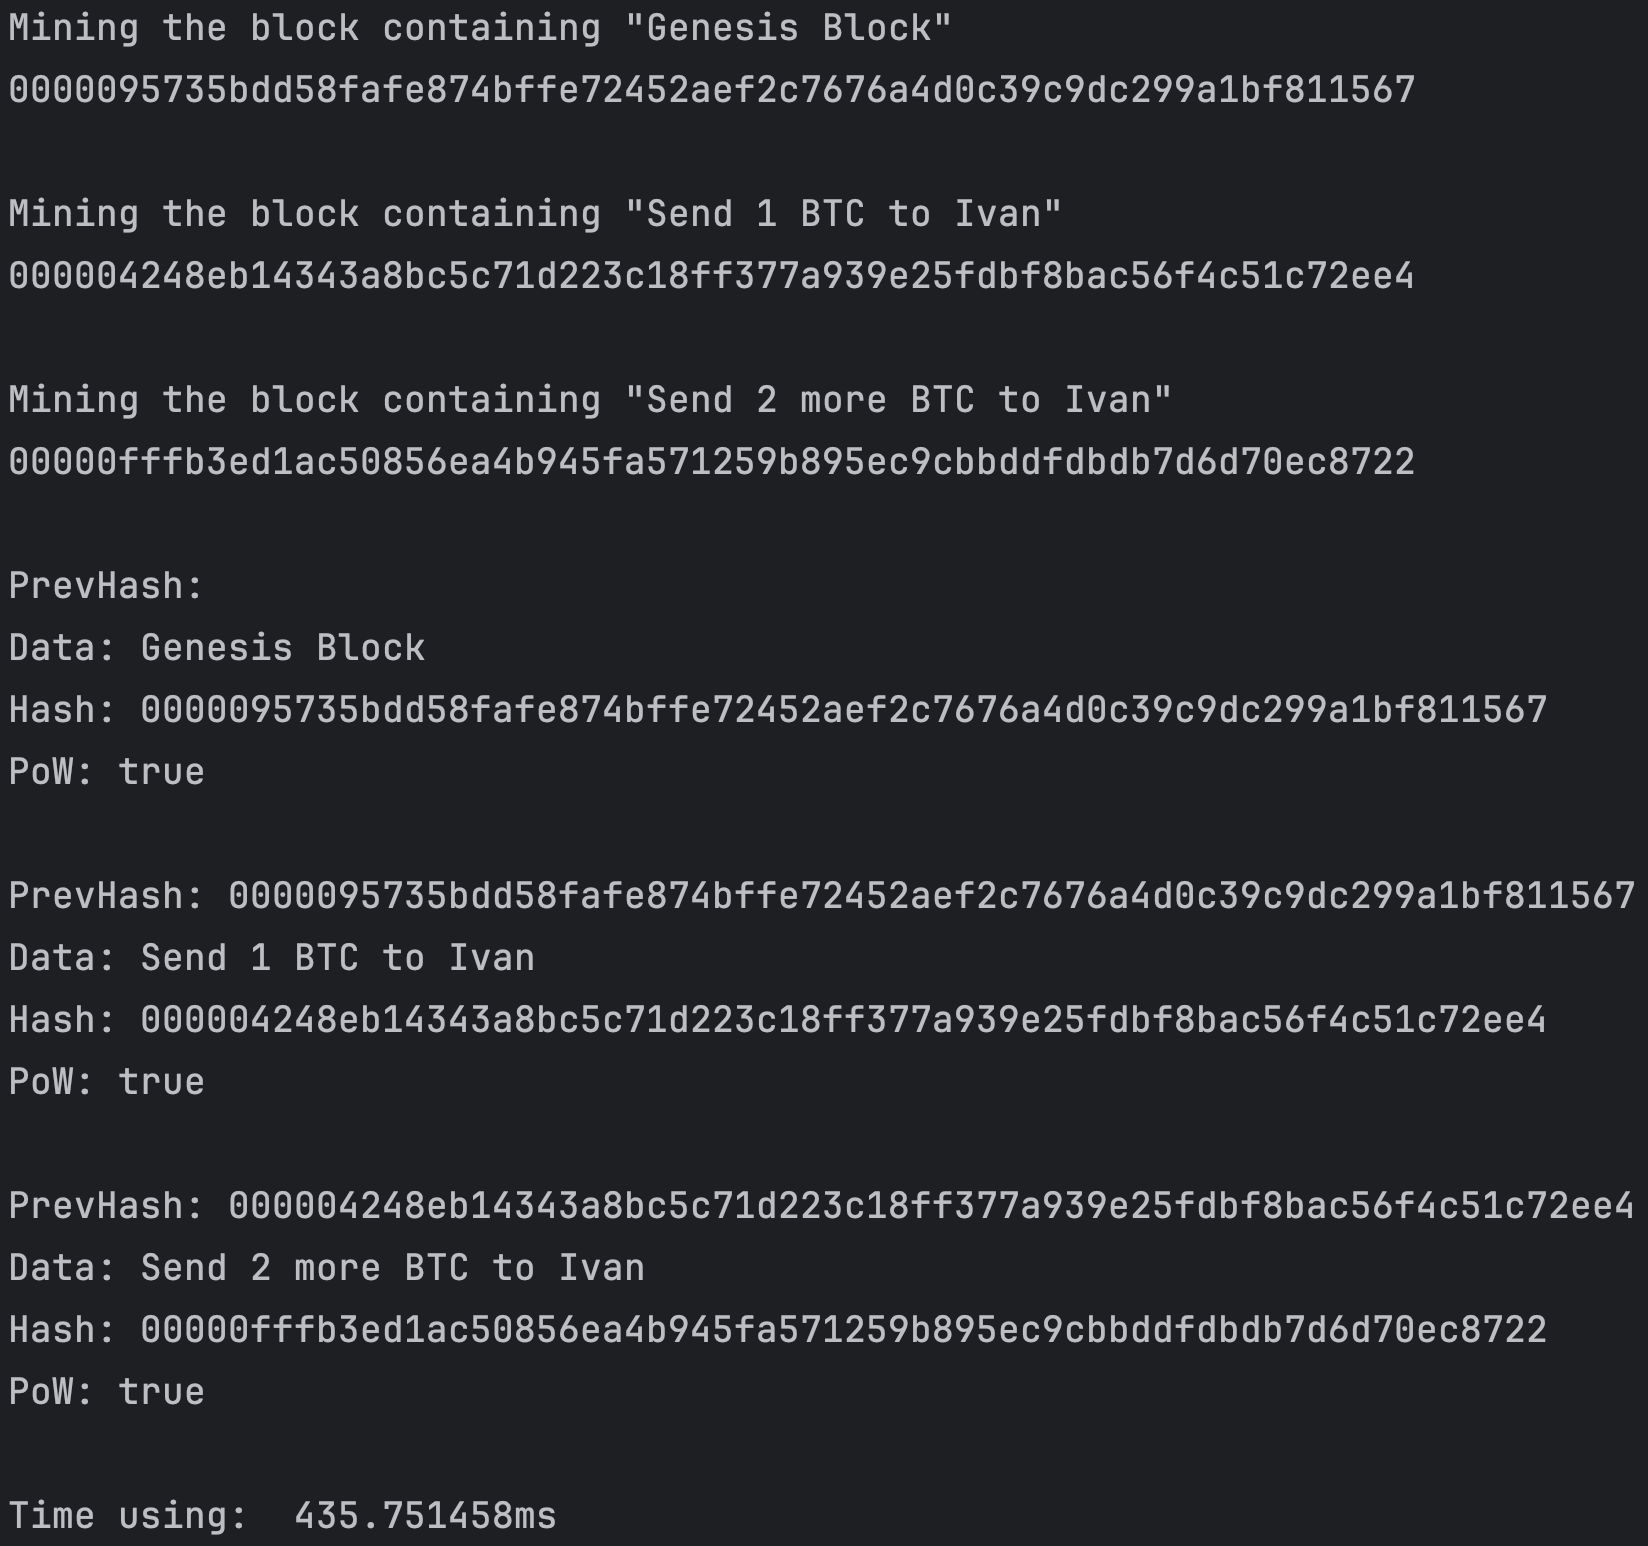 Mining the block containing "Genesis Block"
0000095735bdd58fafe874bffe72452aef2c7676a4d0c39c9dc299a1bf811567
Mining the block containing "Send 1 BTC to Ivan"
000004248eb14343a8bc5c71d223c18ff377a939e25fdbf8bac56f4c51c72ee4
Mining the block containing "Send 2 more BTC to Ivan"
00000fffb3ed1ac50856ea4b945fa571259b895ec9cbbddfdbdb7d6d70ec8722
PrevHash:
Data: Genesis Block
Hash: 0000095735bdd58fafe874bffe72452aef2c7676a4d0c39c9dc299a1bf811567
PoW: true
PrevHash: 0000095735bdd58fafe874bffe72452aef2c7676a4d0c39c9dc299a1bf811567
Data: Send 1 BTC to Ivan
Hash: 000004248eb14343a8bc5c71d223c18ff377a939e25fdbf8bac56f4c51c72ee4
PoW: true
PrevHash: 000004248eb14343a8bc5c71d223c18ff377a939e25fdbf8bac56f4c51c72ee4
Data: Send 2 more BTC to Ivan
Hash: 00000fffb3ed1ac50856ea4b945fa571259b895ec9cbbddfdbdb7d6d70ec8722
PoW: true
Time using:  435.751458ms